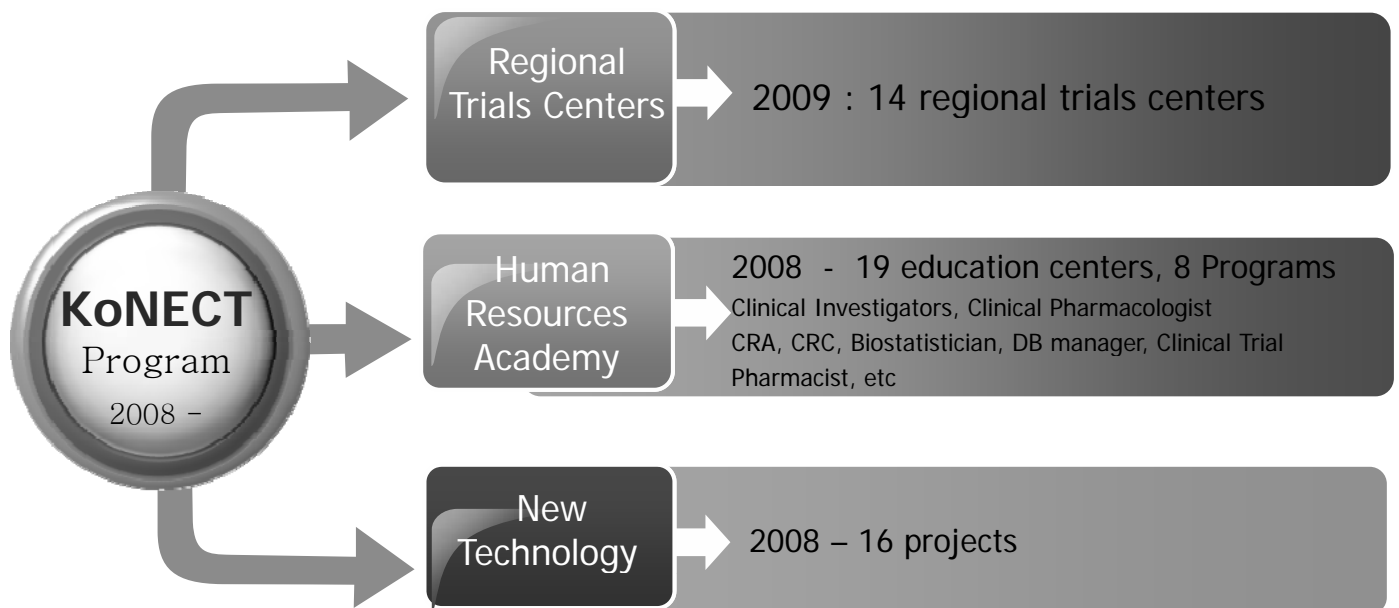 Regional
Trials Centers
2009 : 14 regional trials centers
KoNECT
Program
2008 -
Human
Resources
Academy
2008 - 19 education centers, 8 Programs
Clinical Investigators, Clinical Pharmacologist
CRA, CRC, Biostatistician, DB manager, Clinical Trial
Pharmacist, etc
New
Technology
2008 – 16 projects